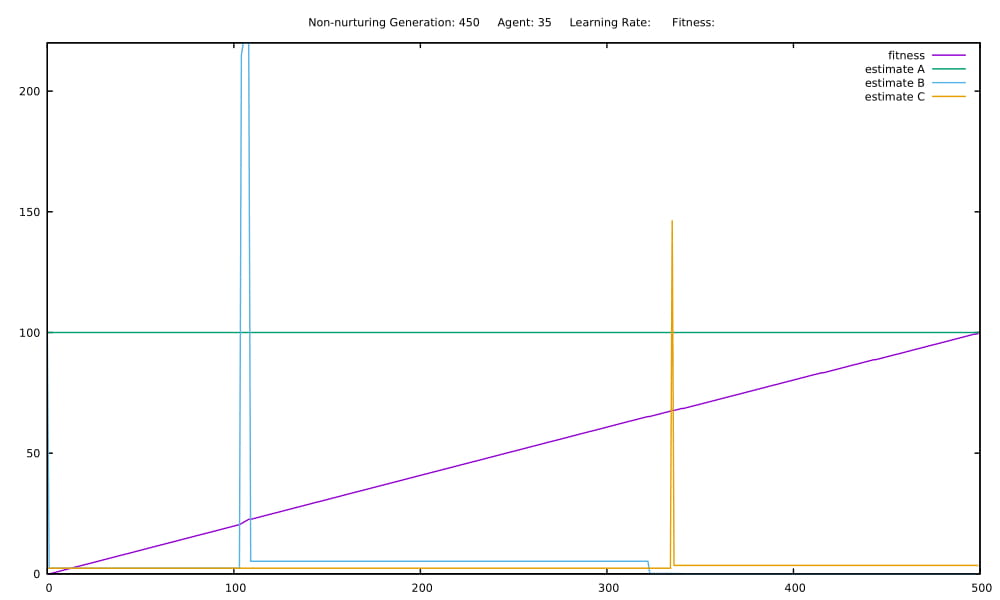 Non-nurturing Generation: 450 Agent: 35 Learning Rate: Fitness:
fitness
estimate A
estimate B
estimate C
200
150
100
50
0
0 100 200 300 400 500